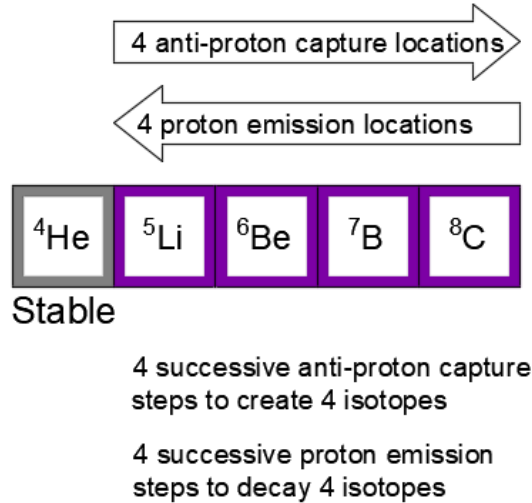 4 anti-proton capture locations
4 proton emission locations
⁴He ⁵Li ⁶Be ⁷B ⁸C
Stable
4 successive anti-proton capture
steps to create 4 isotopes
4 successive proton emission
steps to decay 4 isotopes